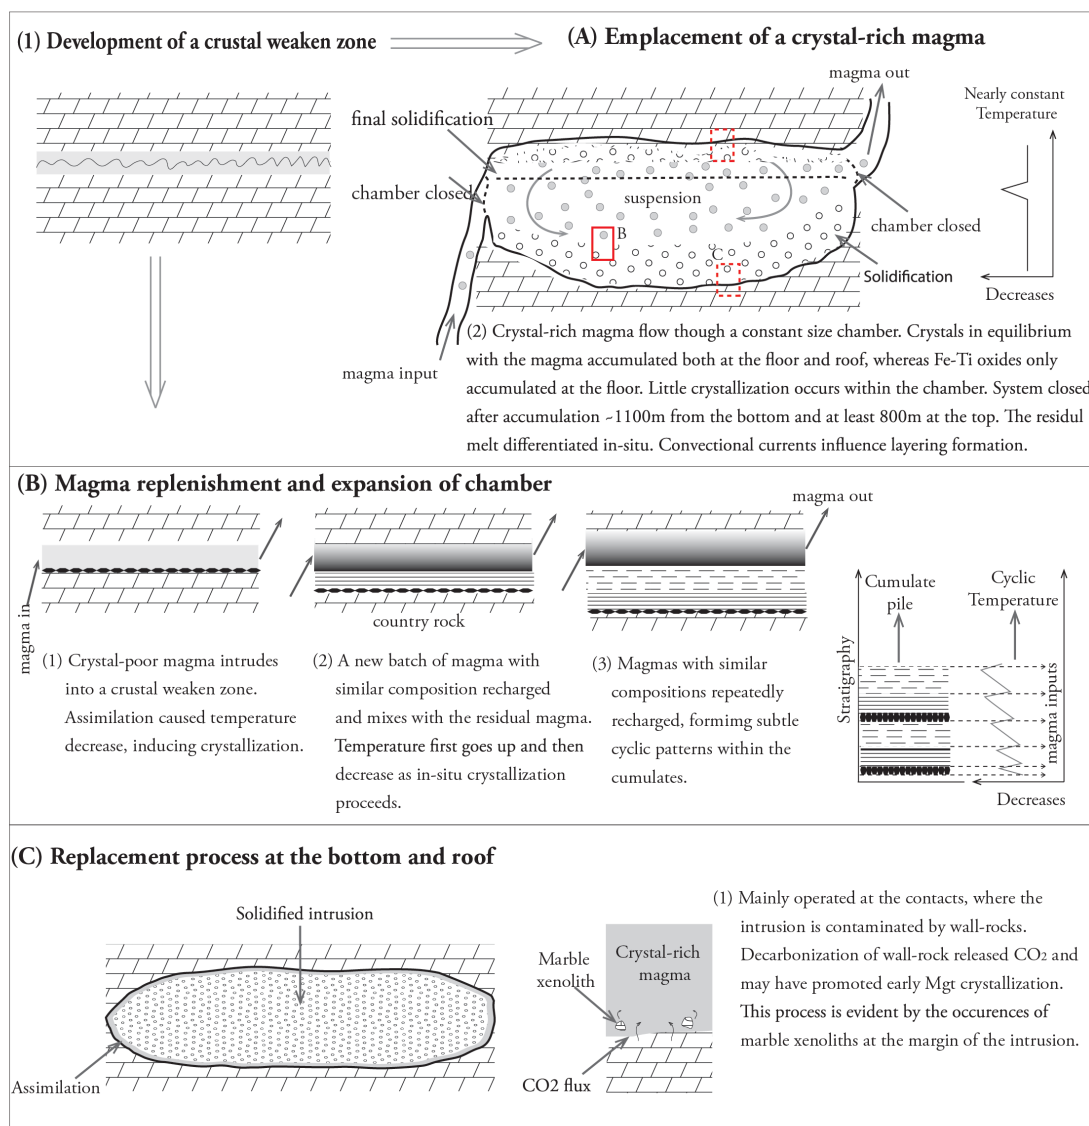 (1) Development of a crustal weaken zone
(A) Emplacement of a crystal-rich magma
magma out
Nearly constant
Temperature
final solidification
chamber closed
suspension
B
C
chamber closed
Solidification
Decreases
magma input
(2) Crystal-rich magma flow though a constant size chamber. Crystals in equilibrium
with the magma accumulated both at the floor and roof, whereas Fe-Ti oxides only
accumulated at the floor. Little crystallization occurs within the chamber. System closed
after accumulation ~1100m from the bottom and at least 800m at the top. The residul
melt differentiated in-situ. Convectional currents influence layering formation.
(B) Magma replenishment and expansion of chamber
magma out
magma in
country rock
(1) Crystal-poor magma intrudes
into a crustal weaken zone.
Assimilation caused temperature
decrease, inducing crystallization.
(2) A new batch of magma with
similar composition recharged
and mixes with the residual magma.
Temperature first goes up and then
decrease as in-situ crystallization
proceeds.
(3) Magmas with similar
compositions repeatedly
recharged, formimg subtle
cyclic patterns within the
cumulates.
Cumulate
pile
Cyclic
Temperature
Stratigraphy
magma inputs
Decreases
(C) Replacement process at the bottom and roof
Solidified intrusion
Assimilation
Marble
xenolith
Crystal-rich
magma
CO2 flux
(1) Mainly operated at the contacts, where the
intrusion is contaminated by wall-rocks.
Decarbonization of wall-rock released CO2 and
may have promoted early Mgt crystallization.
This process is evident by the occurences of
marble xenoliths at the margin of the intrusion.